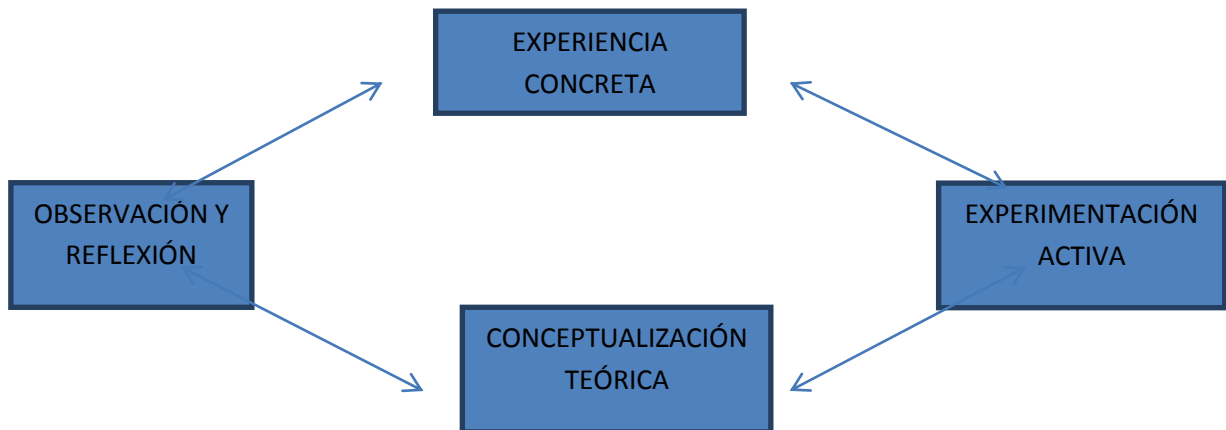 EXPERIENCIA
CONCRETA
OBSERVACIÓN Y
REFLEXIÓN
EXPERIMENTACIÓN
ACTIVA
CONCEPTUALIZACIÓN
TEÓRICA